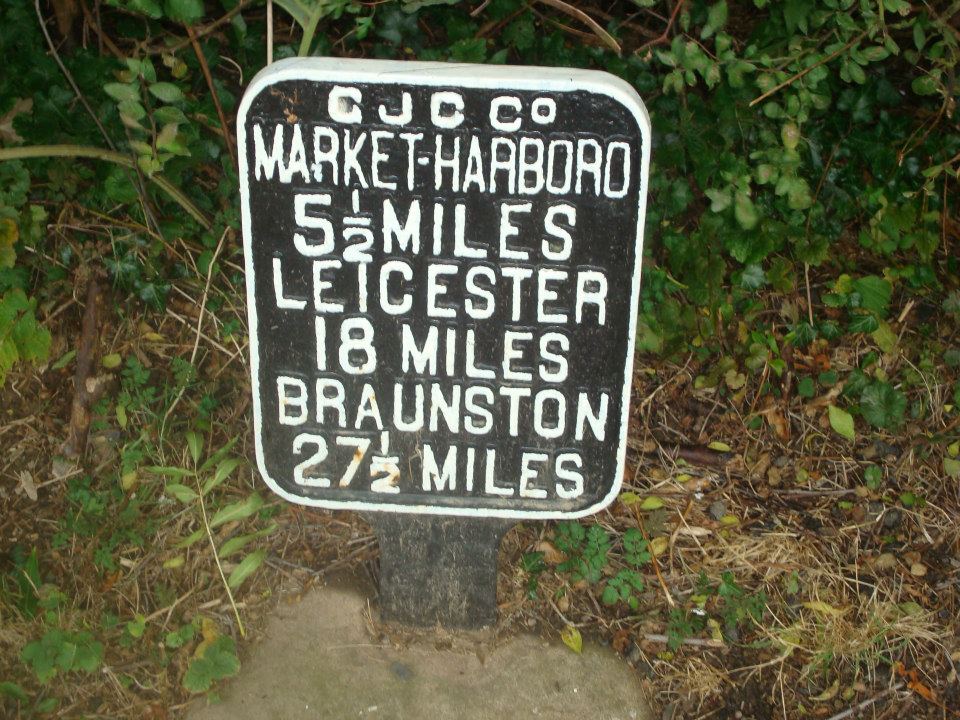 GJC Co
MARKET-HARBORO
5½ MILES
LEICESTER
18 MILES
BRAUNSTON
27½ MILES